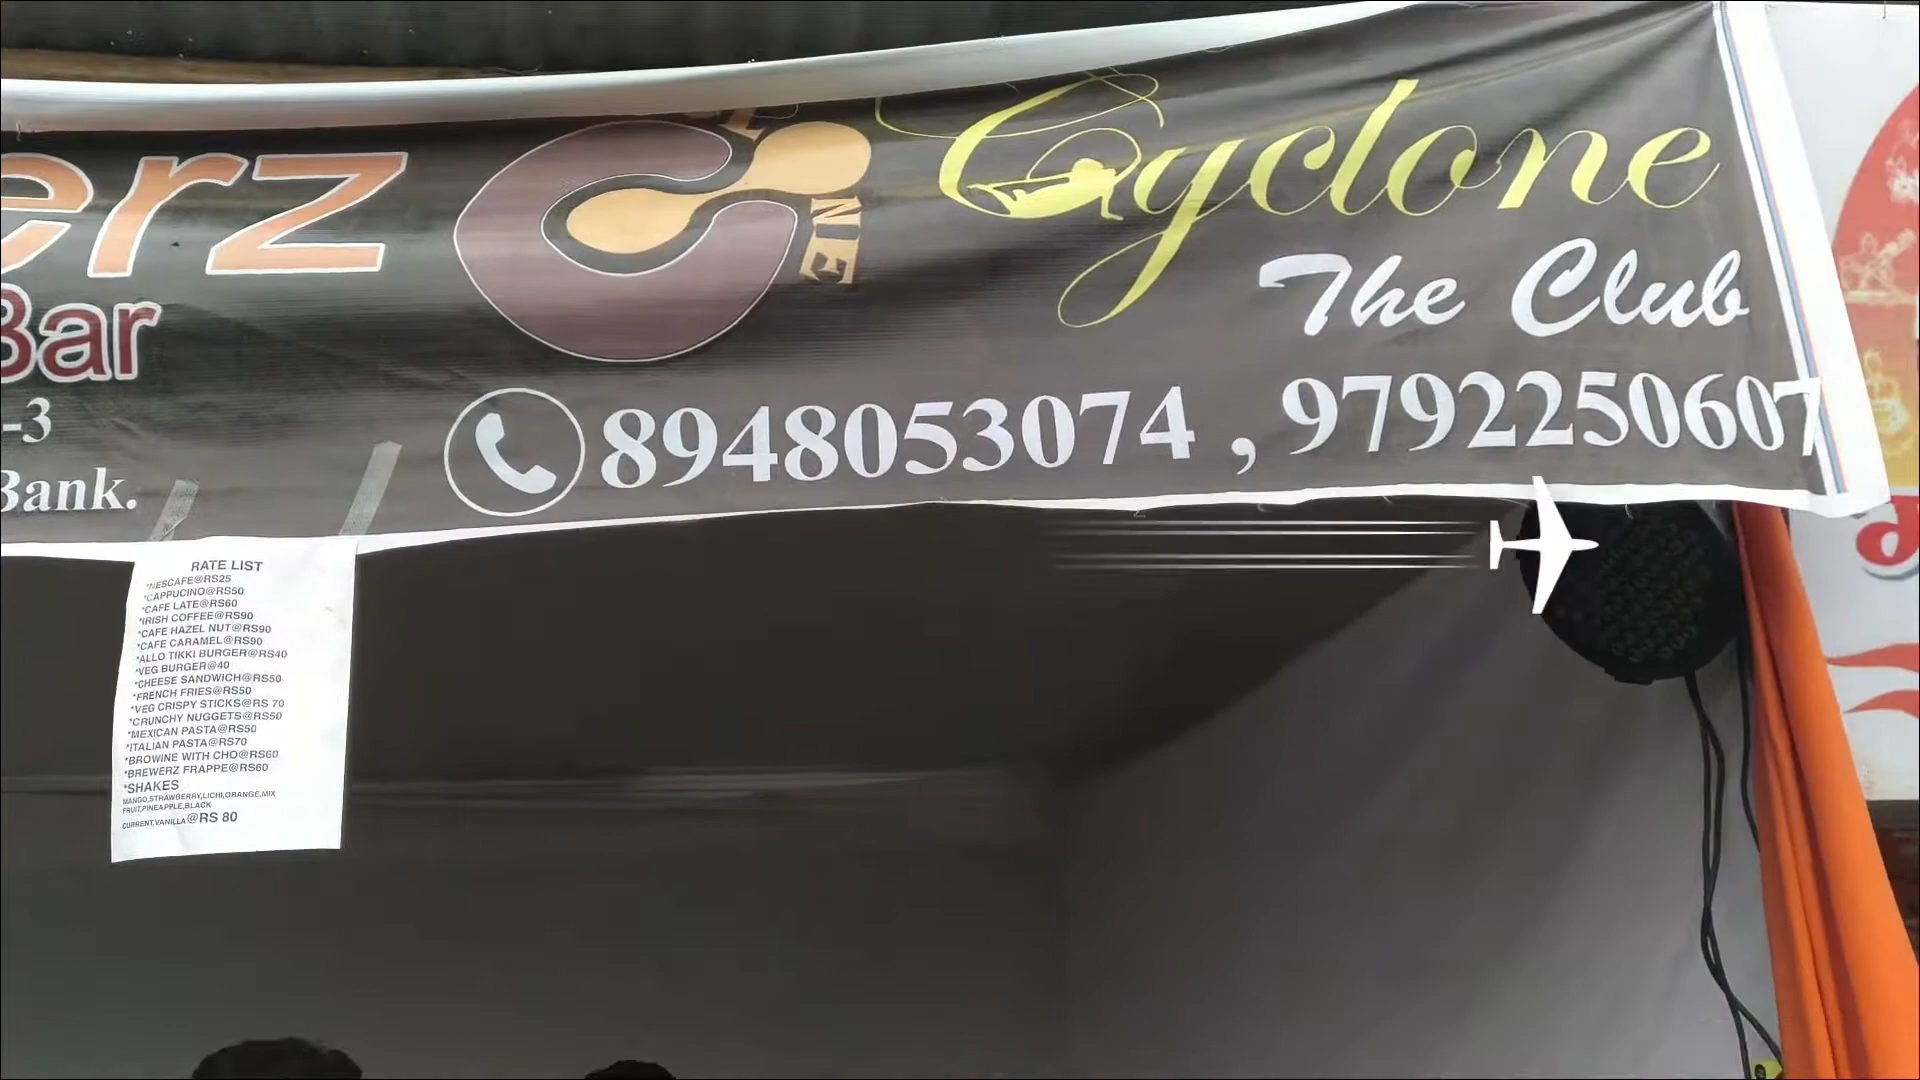 erz
Bar
-3
Bank.
NE
Cyclone
The Club
8948053074 , 9792250607
RATE LIST
*NESCAFE@RS25
*CAPPUCINO@RS50
*CAFE LATE@RS60
*IRISH COFFEE@RS90
*CAFE HAZEL NUT@RS90
*CAFE CARAMEL@RS90
*ALLO TIKKI BURGER@RS40
*VEG BURGER@40
*CHEESE SANDWICH@RS50
*FRENCH FRIES@RS50
*VEG CRISPY STICKS@RS 70
*CRUNCHY NUGGETS@RS50
*MEXICAN PASTA@RS50
*ITALIAN PASTA@RS70
*BROWINE WITH CHO@RS60
*BREWERZ FRAPPE@RS60
*SHAKES
MANGO,STRAWBERRY,LICHI,ORANGE,MIX
FRUIT,PINEAPPLE,BLACK
CURRENT,VANILLA@RS 80